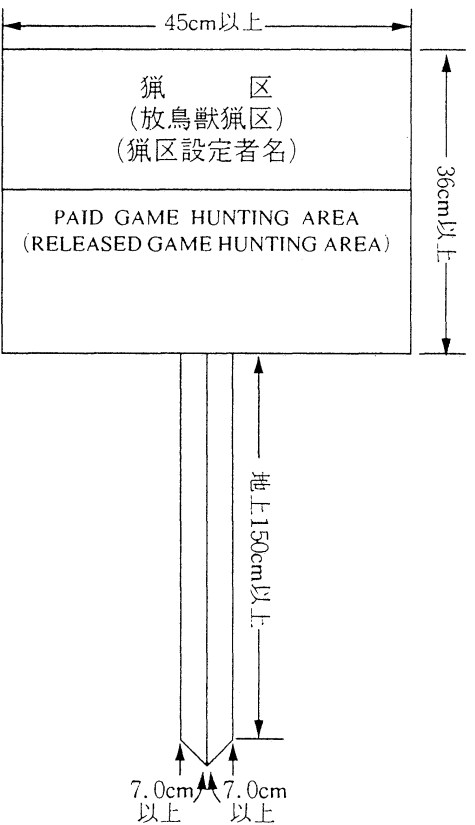 45cm以上
猟 区
(放鳥獣猟区)
(猟区設定者名)
36cm以上
PAID GAME HUNTING AREA
(RELEASED GAME HUNTING AREA)
地上150cm以上
7.0cm 7.0cm
以上 以上